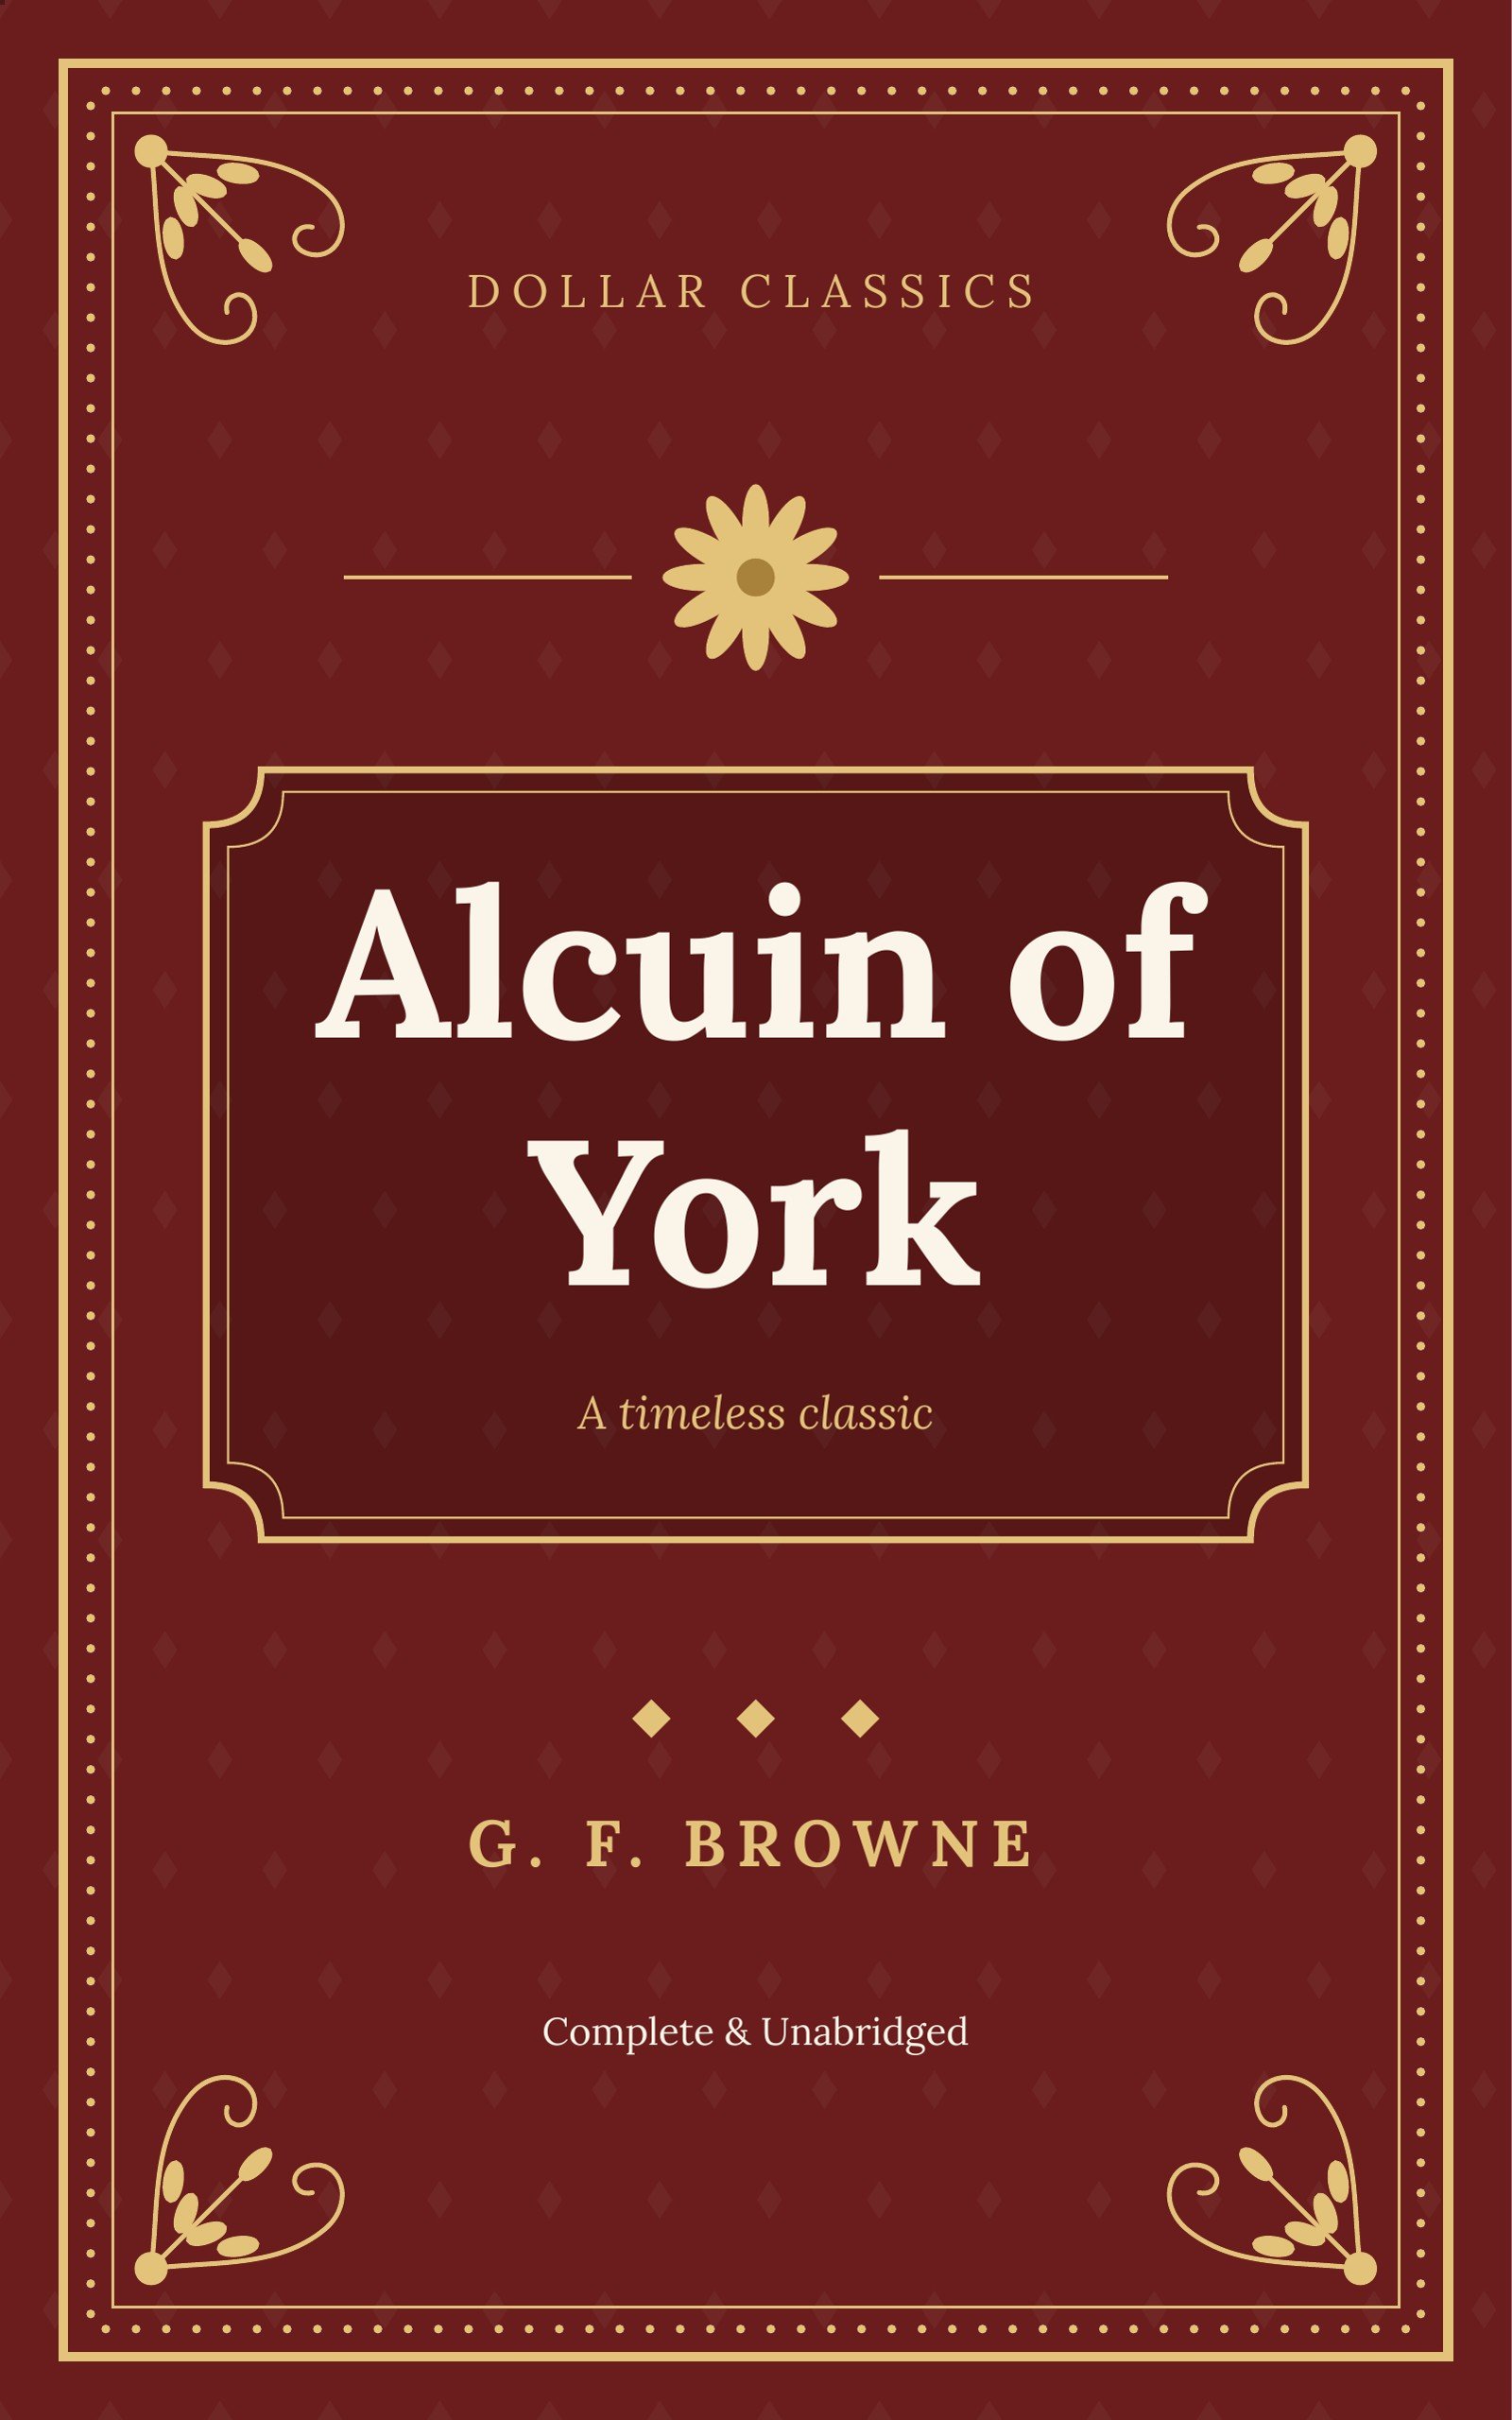 DOLLAR CLASSICS
Alcuin of
York
A timeless classic
G. F. BROWNE
Complete & Unabridged